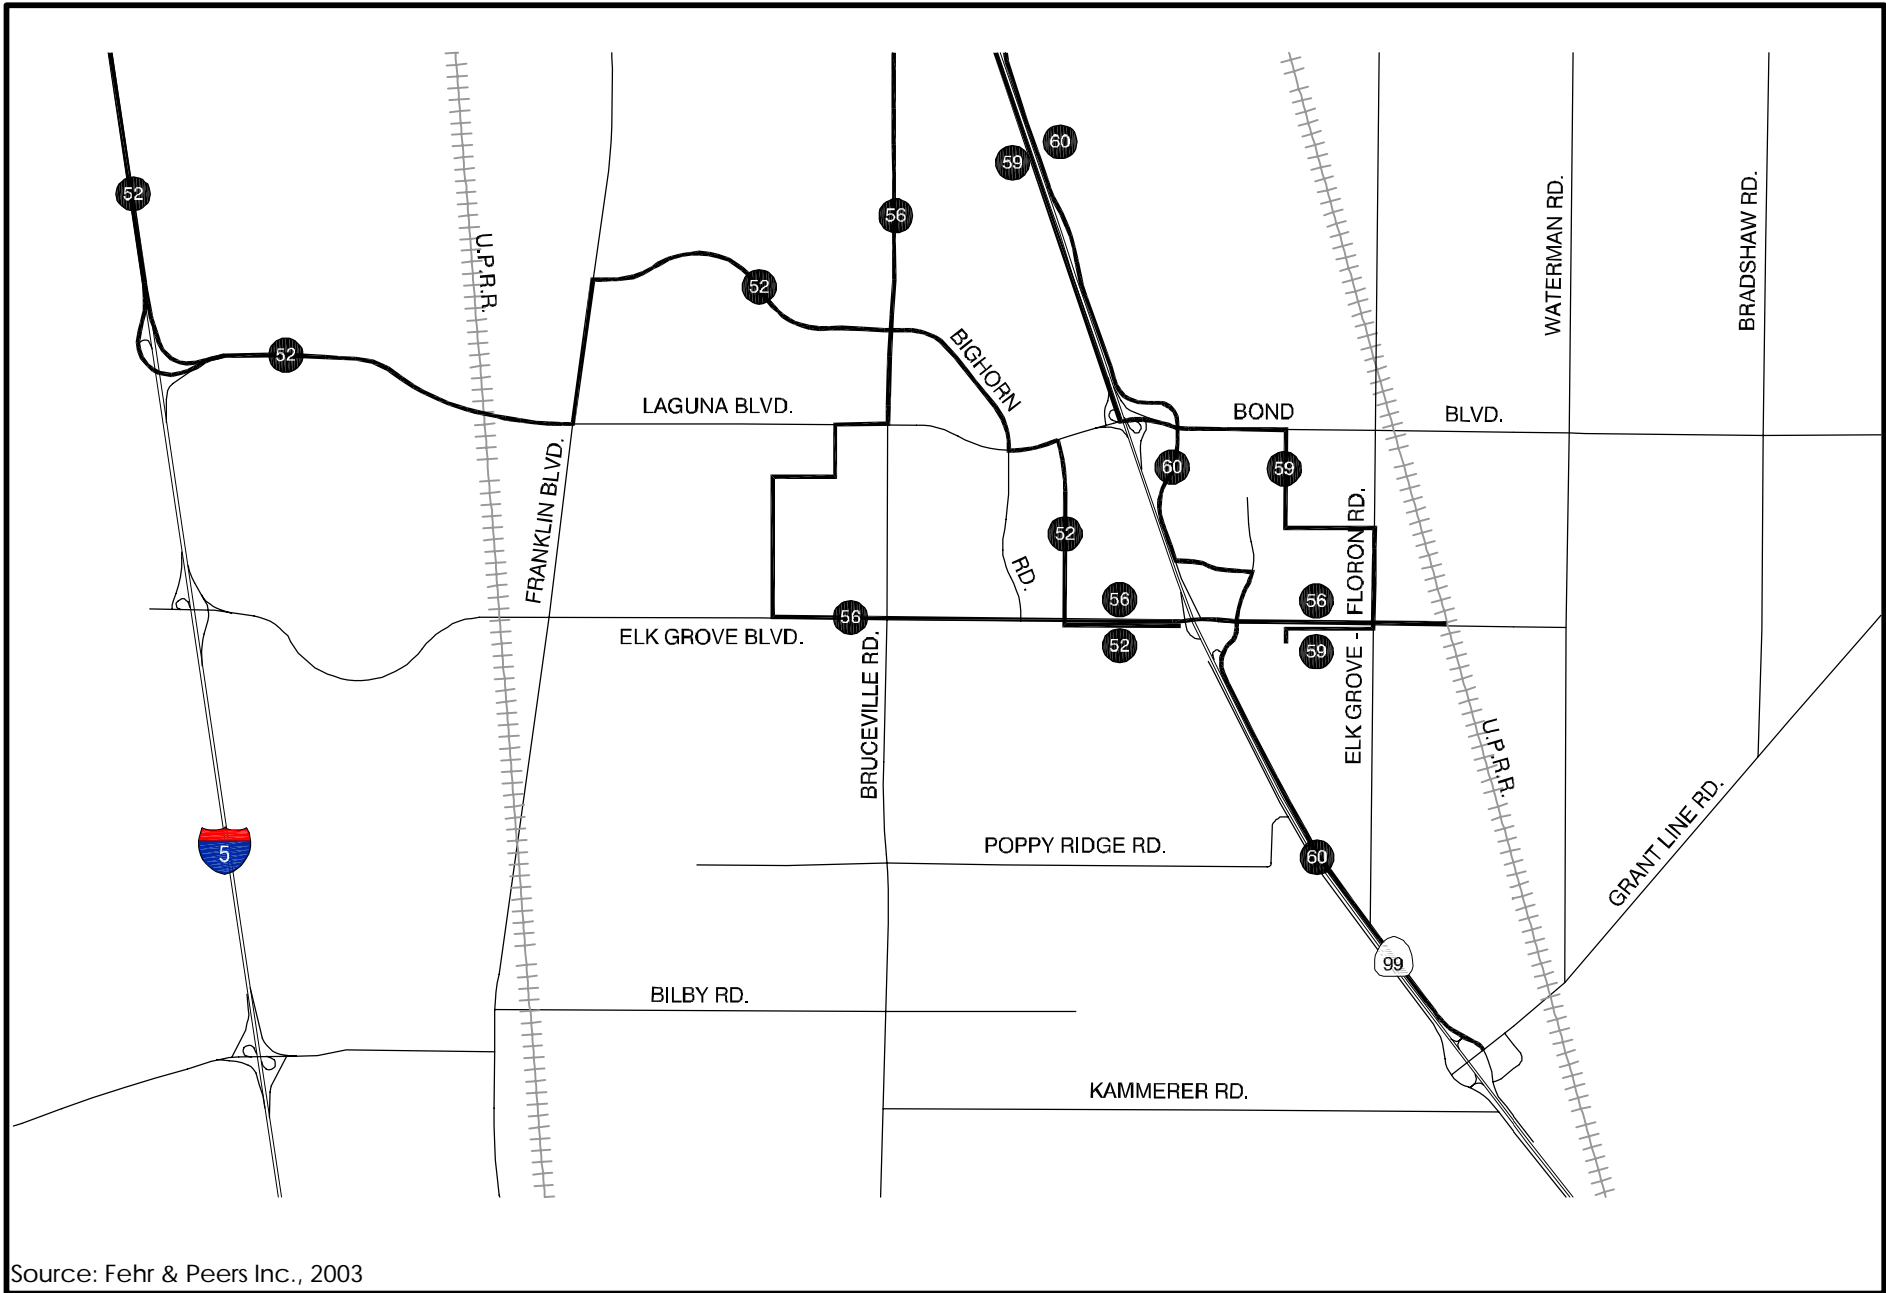 60
59
52
56
U.P.R.R.
WATERMAN RD.
BRADSHAW RD.
52
52
BIGHORN
LAGUNA BLVD.
BOND
BLVD.
FRANKLIN BLVD.
60
59
ELK GROVE - FLORON RD.
52
RD.
56
56
56
ELK GROVE BLVD.
52
59
BRUCEVILLE RD.
U.P.R.R.
5
POPPY RIDGE RD.
60
GRANT LINE RD.
99
BILBY RD.
KAMMERER RD.
Source: Fehr & Peers Inc., 2003